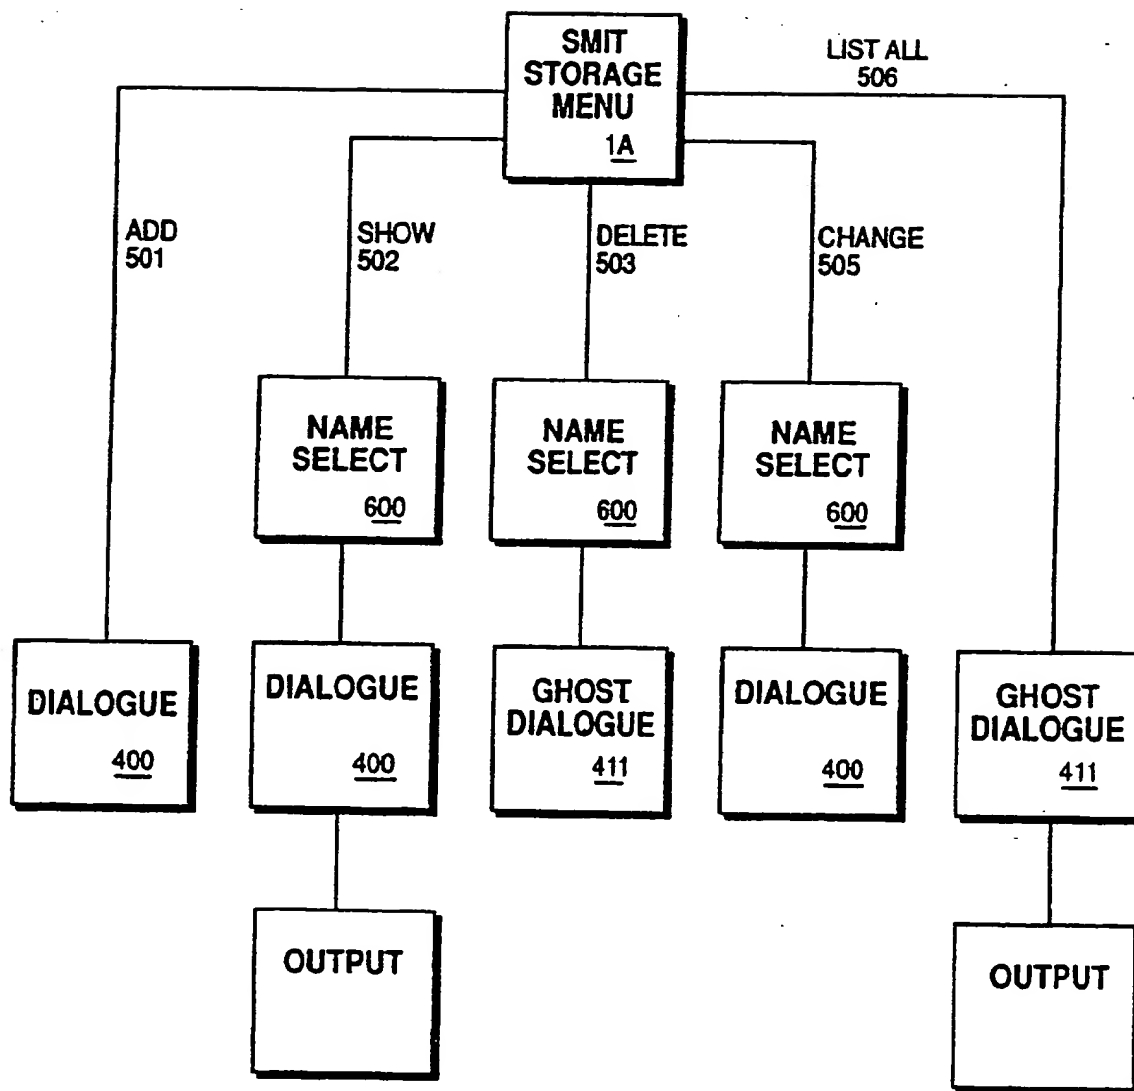 SMIT
STORAGE
MENU
1A
LIST ALL
506
ADD
501
SHOW
502
DELETE
503
CHANGE
505
NAME
SELECT
600
NAME
SELECT
600
NAME
SELECT
600
DIALOGUE
400
DIALOGUE
400
GHOST
DIALOGUE
411
DIALOGUE
400
GHOST
DIALOGUE
411
OUTPUT
OUTPUT